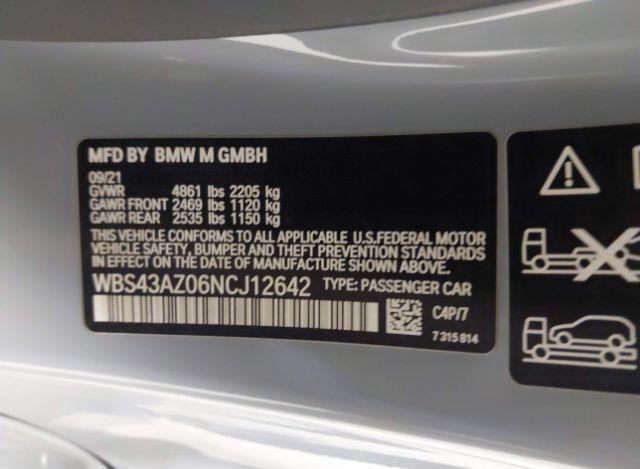 MFD BY BMW M GMBH
09/21
GVWR 4861 lbs 2205 kg
GAWR FRONT 2469 lbs 1120 kg
GAWR REAR 2535 lbs 1150 kg
THIS VEHICLE CONFORMS TO ALL APPLICABLE U.S.FEDERAL MOTOR
VEHICLE SAFETY, BUMPER AND THEFT PREVENTION STANDARDS
IN EFFECT ON THE DATE OF MANUFACTURE SHOWN ABOVE.
WBS43AZ06NCJ12642 TYPE: PASSENGER CAR
C4P/7
7 315 814